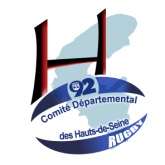 H
92
Comité Départemental
des Hauts-de-Seine
RUGBY